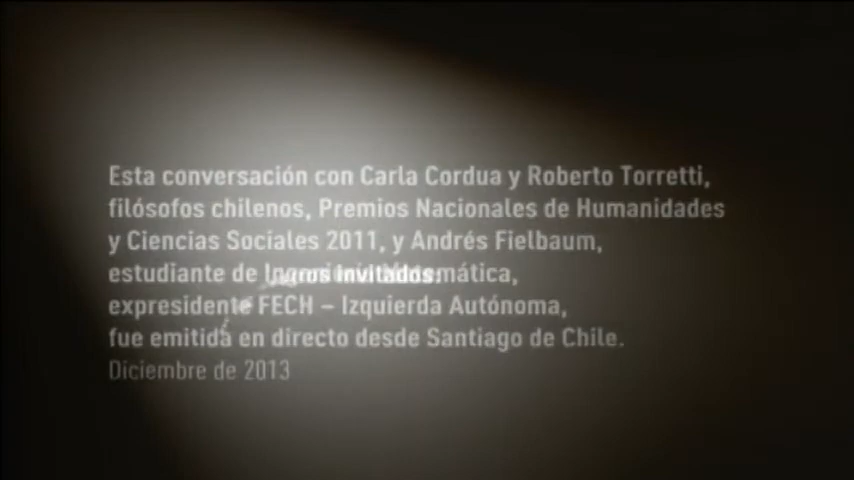 Esta conversación con Carla Cordua y Roberto Torretti,
filósofos chilenos, Premios Nacionales de Humanidades
y Ciencias Sociales 2011, y Andrés Fielbaum,
estudiante de
invitados:
expresidente FECH – Izquierda Autónoma,
fue emitida en directo desde Santiago de Chile.
Diciembre de 2013